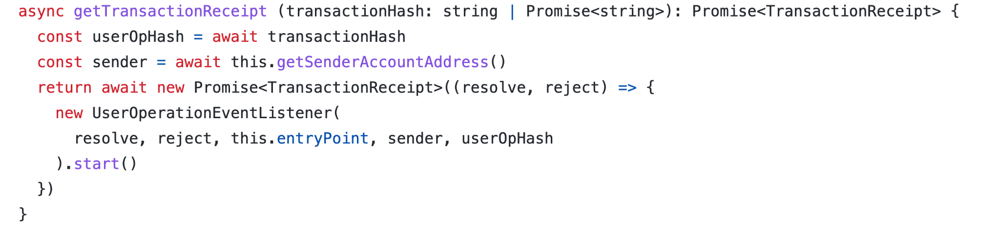 async getTransactionReceipt (transactionHash: string | Promise<string>): Promise<TransactionReceipt> {
  const userOpHash = await transactionHash
  const sender = await this.getSenderAccountAddress()
  return await new Promise<TransactionReceipt>((resolve, reject) => {
    new UserOperationEventListener(
      resolve, reject, this.entryPoint, sender, userOpHash
    ).start()
  })
}